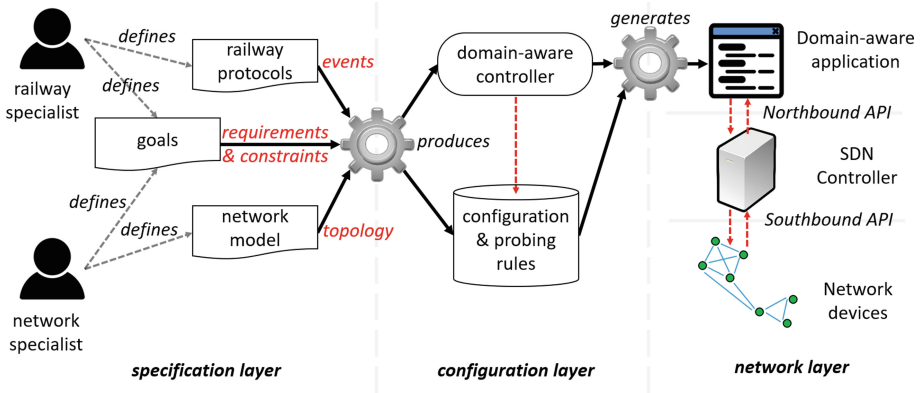 generates
defines
railway
protocols
events
domain-aware
controller
Domain-aware
application
railway
specialist
defines
Northbound API
goals
requirements
& constraints
produces
SDN
Controller
defines
defines
network
model
topology
configuration
& probing
rules
Southbound API
network
specialist
Network
devices
specification layer
configuration layer
network layer